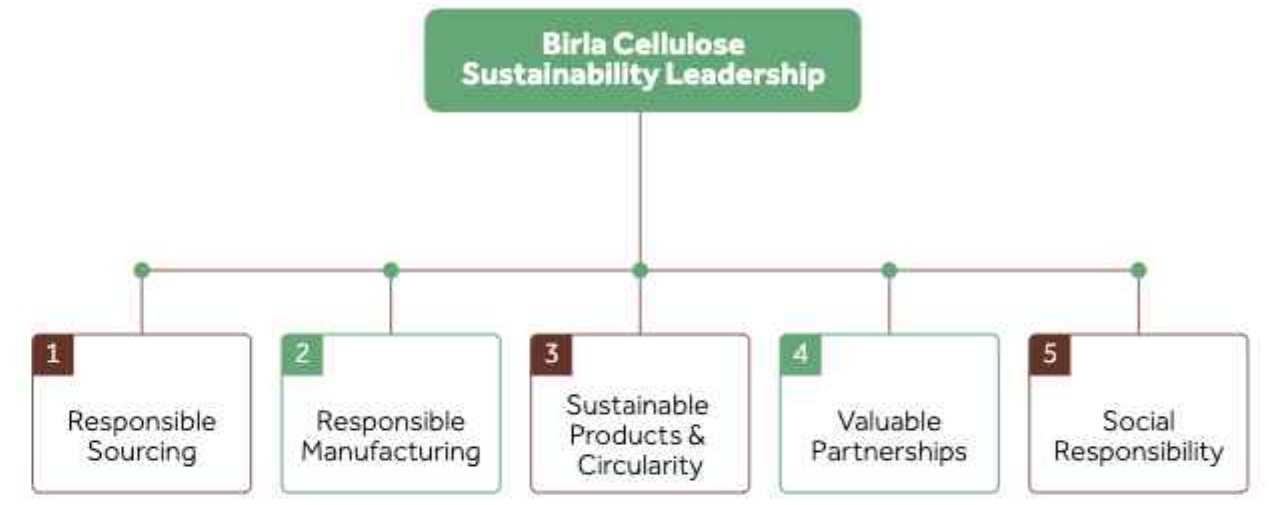 Birla Cellulose
Sustainability Leadership
1
Responsible
Sourcing
2
Responsible
Manufacturing
3
Sustainable
Products &
Circularity
4
Valuable
Partnerships
5
Social
Responsibility